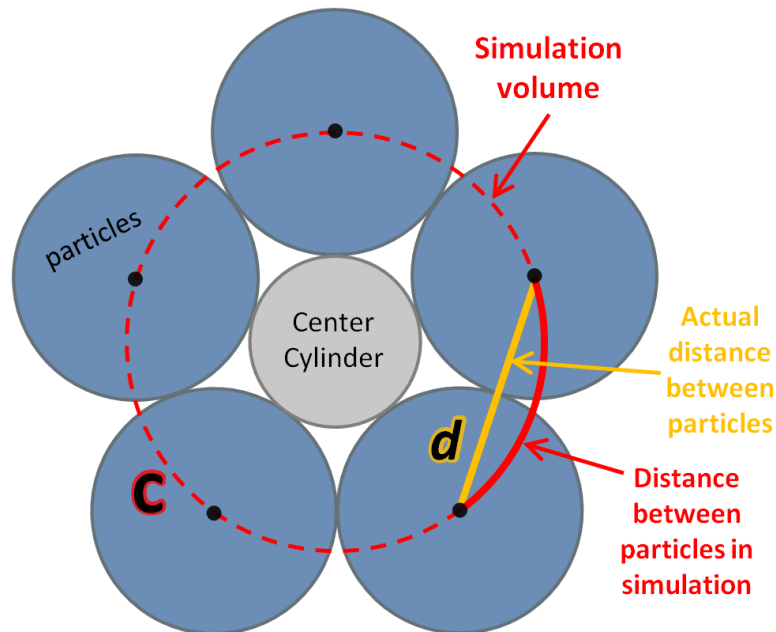 Simulation
volume
particles
Center
Cylinder
Actual
distance
between
particles
d
C
Distance
between
particles in
simulation